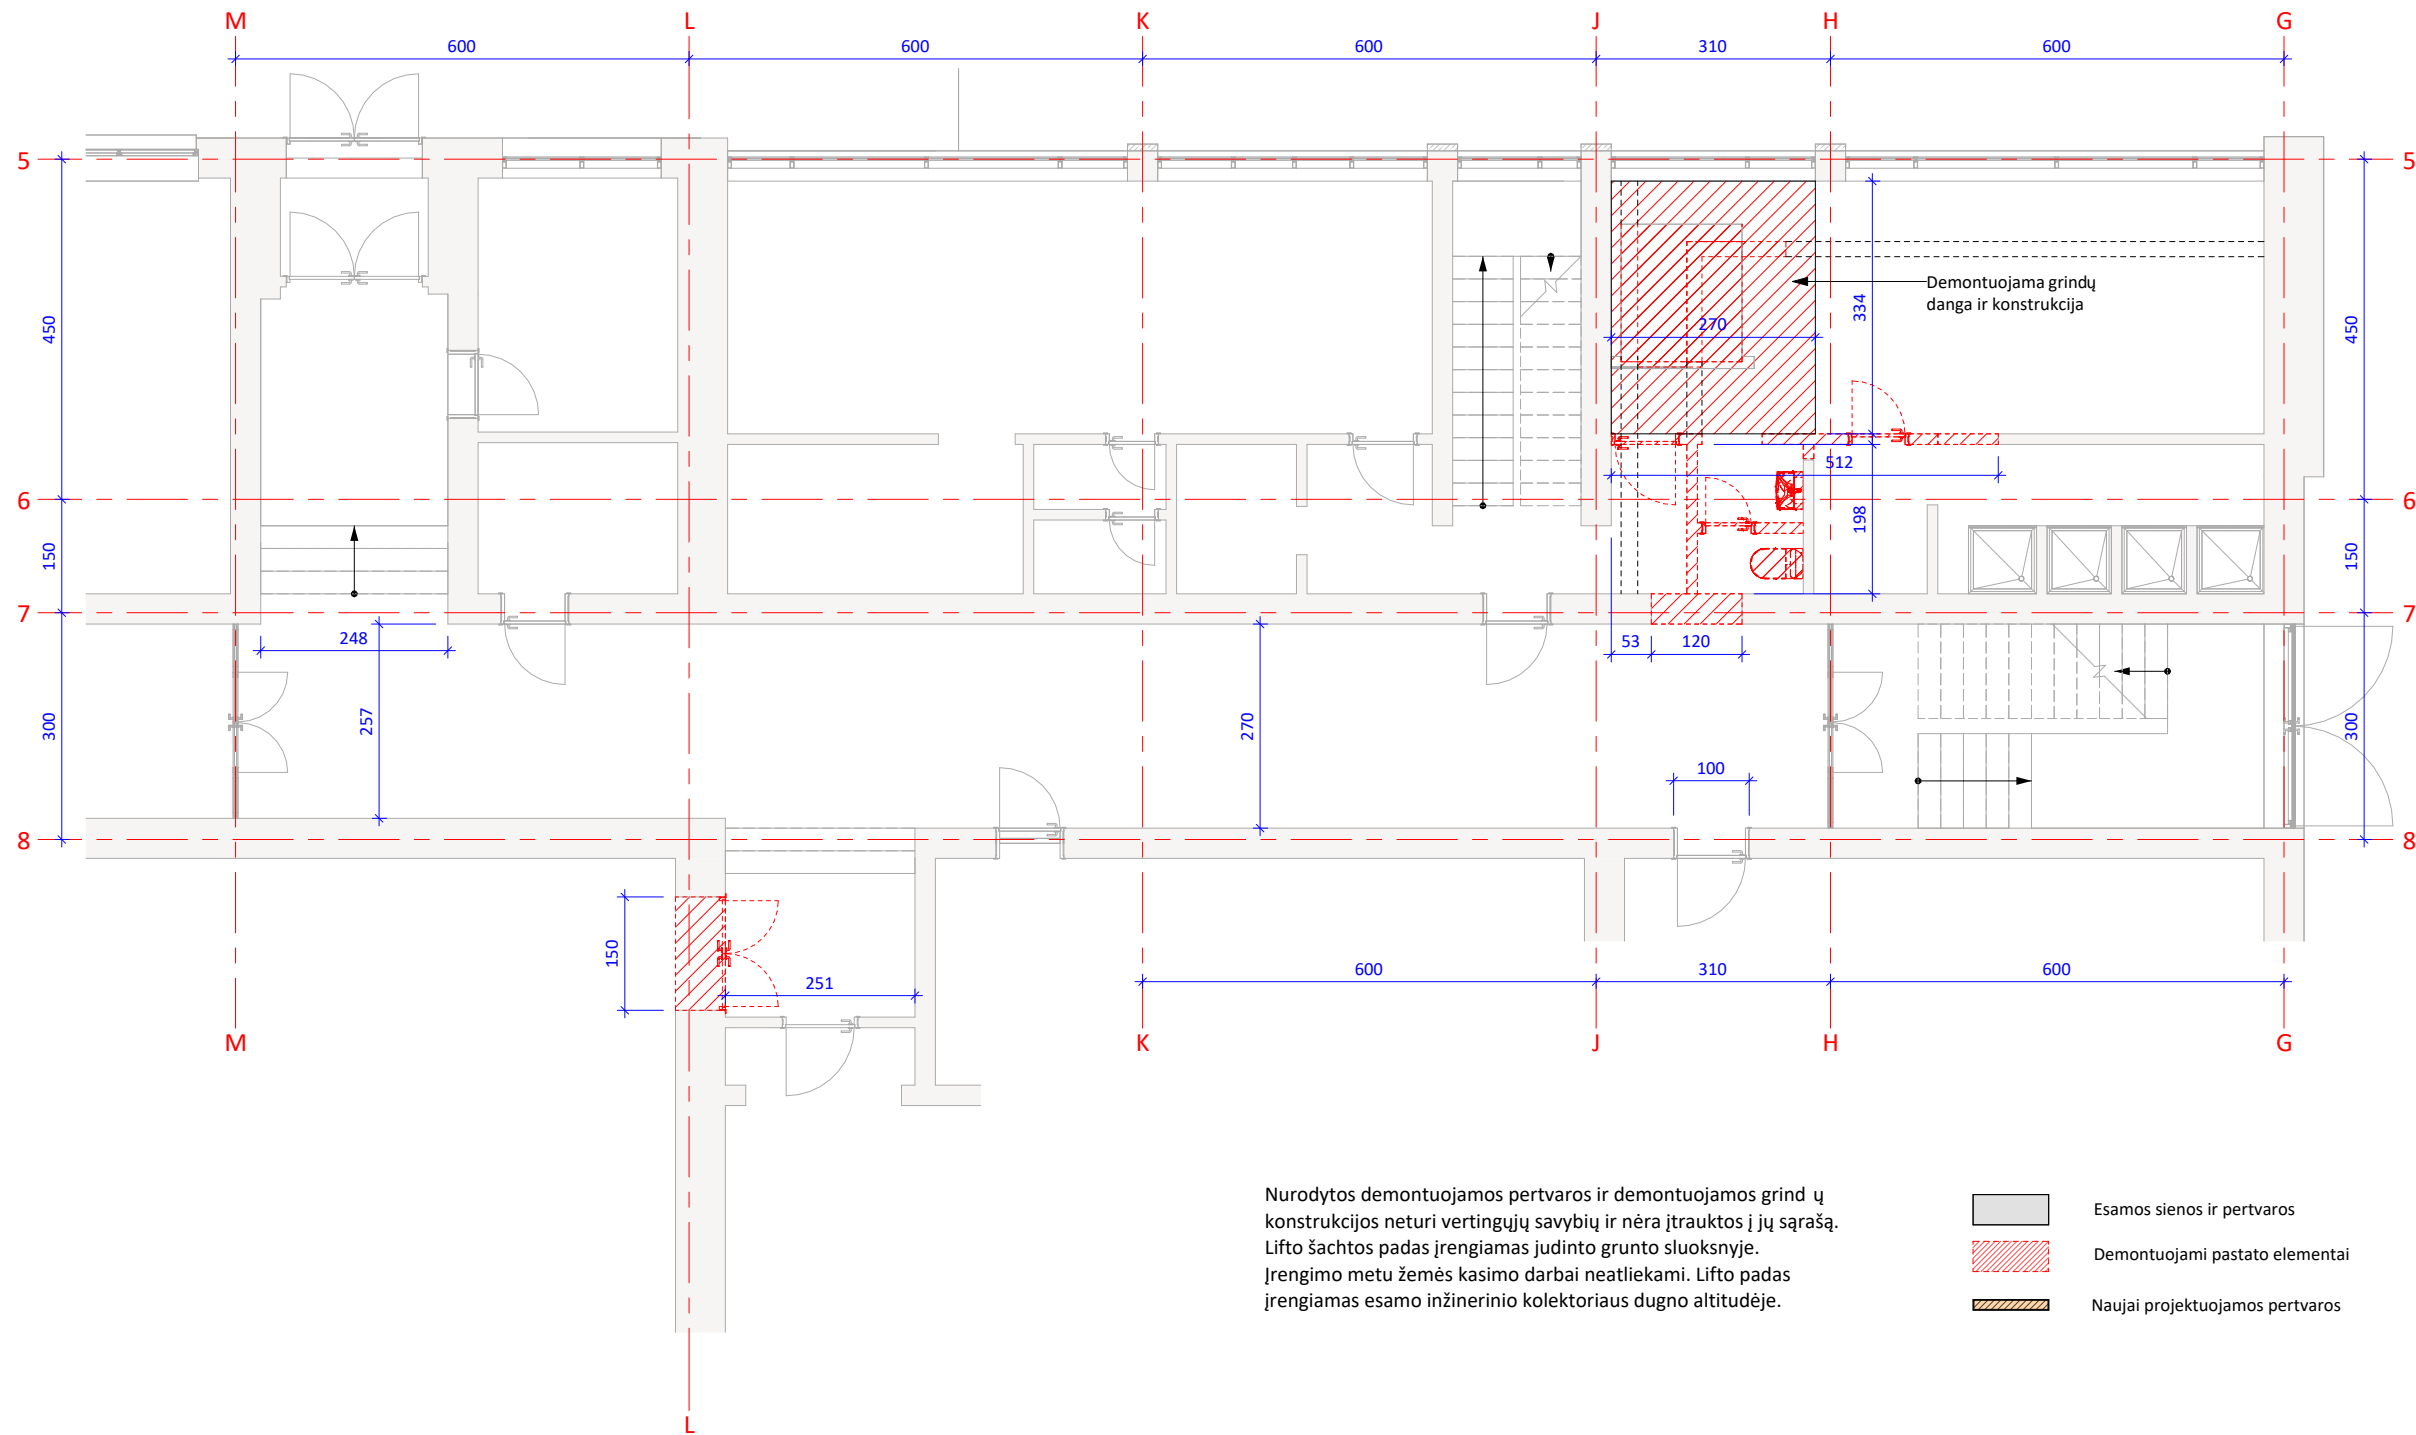 M L K J H G
600 600 600 310 600
5 5
Demontuojama grindų
danga ir konstrukcija
334
270
450 450
512
6 6
198
150 150
7 7
248 53 120
257 270
300 300
100
8 8
150
251
600 310 600
M K J H G
Nurodytos demontuojamos pertvaros ir demontuojamos grind ų
konstrukcijos neturi vertingųjų savybių ir nėra įtrauktos į jų sąrašą.
Lifto šachtos padas įrengiamas judinto grunto sluoksnyje.
Įrengimo metu žemės kasimo darbai neatliekami. Lifto padas
įrengiamas esamo inžinerinio kolektoriaus dugno altitudėje.
Esamos sienos ir pertvaros
Demontuojami pastato elementai
Naujai projektuojamos pertvaros
L